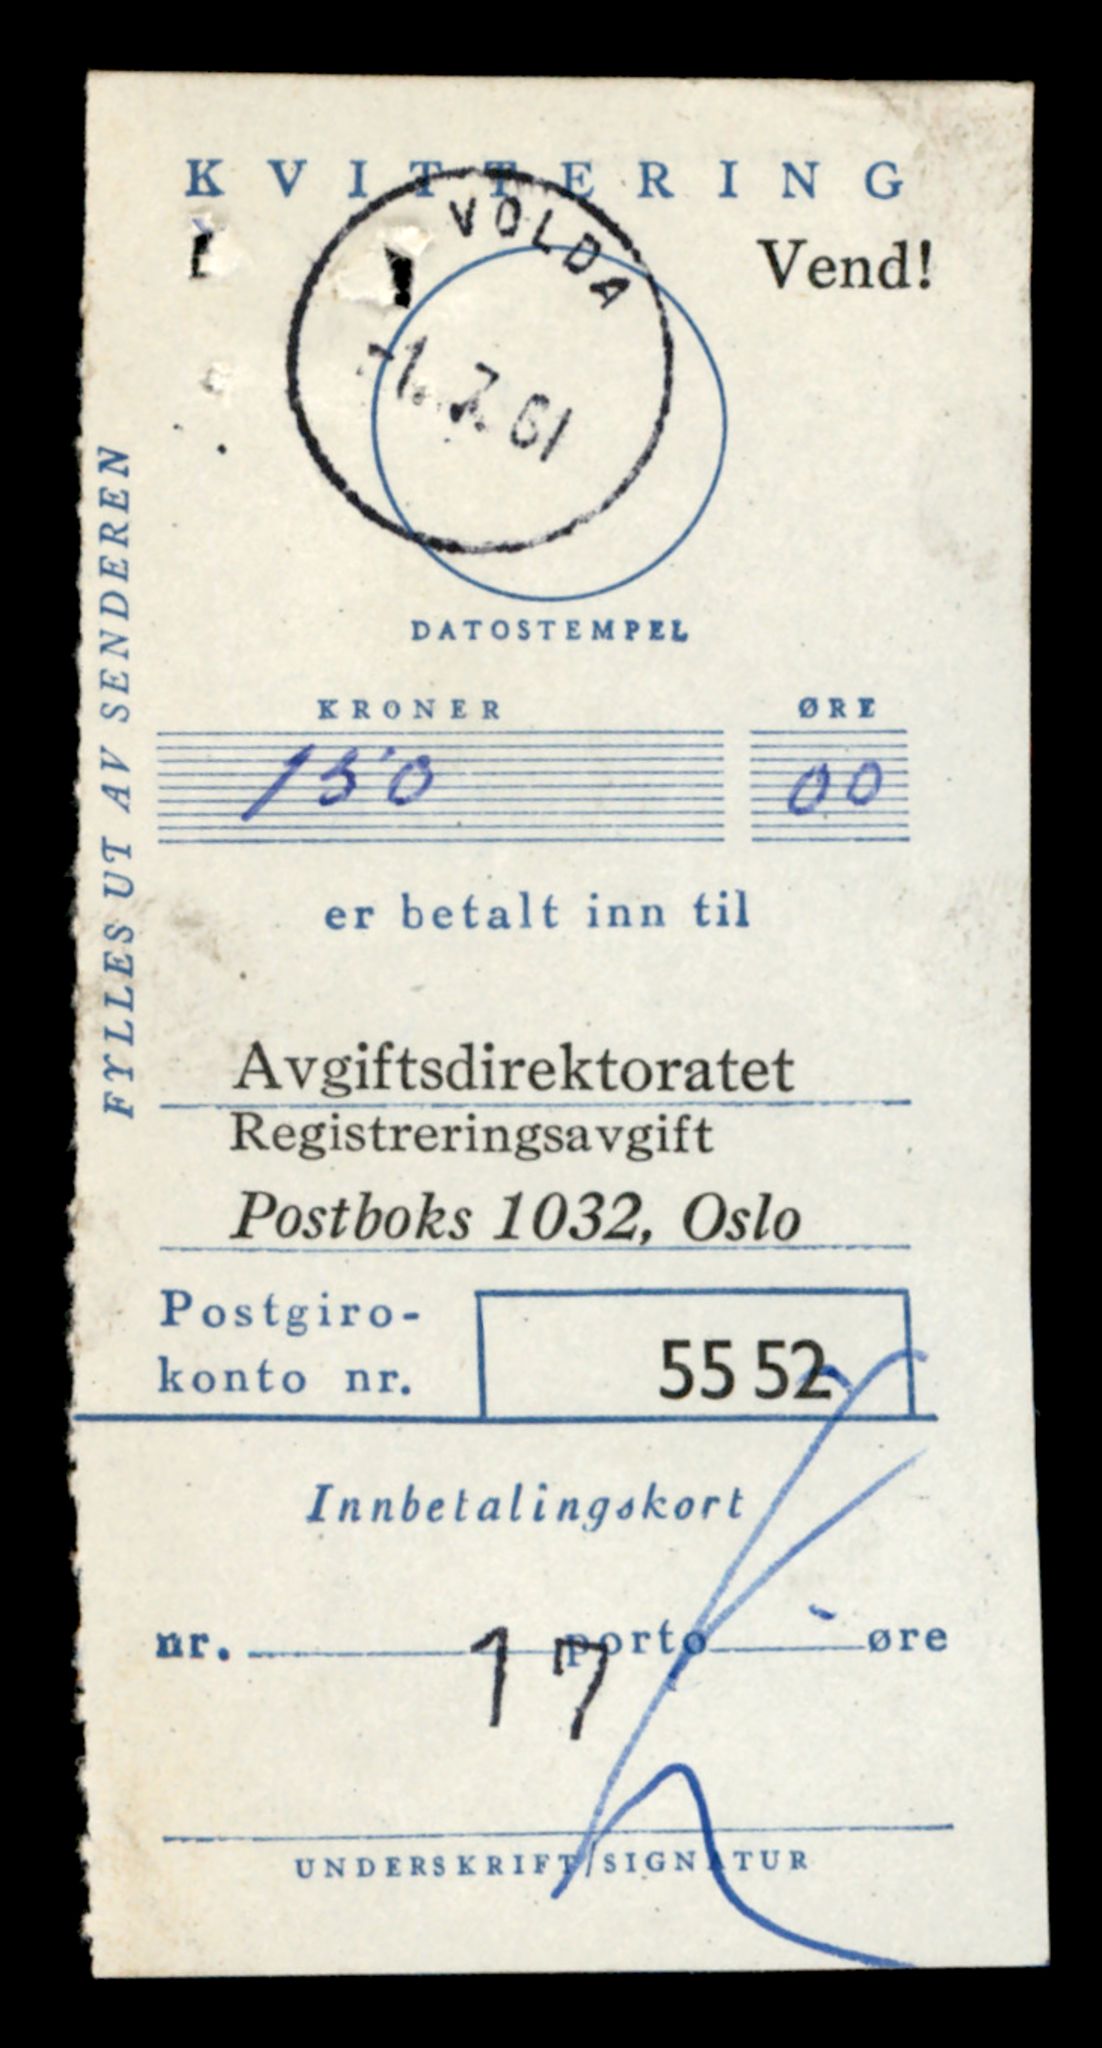 KVITTERING
Vend!
VOLDA
-1.7.61
DATOSTEMPEL
FYLLES UT AV SENDEREN
KRONER ØRE
150 00
er betalt inn til
Avgiftsdirektoratet
Registreringsavgift
Postboks 1032, Oslo
Postgiro-
konto nr. 55 52
Innbetalingskort
nr. 17 porto øre
UNDERSKRIFT/SIGNATUR